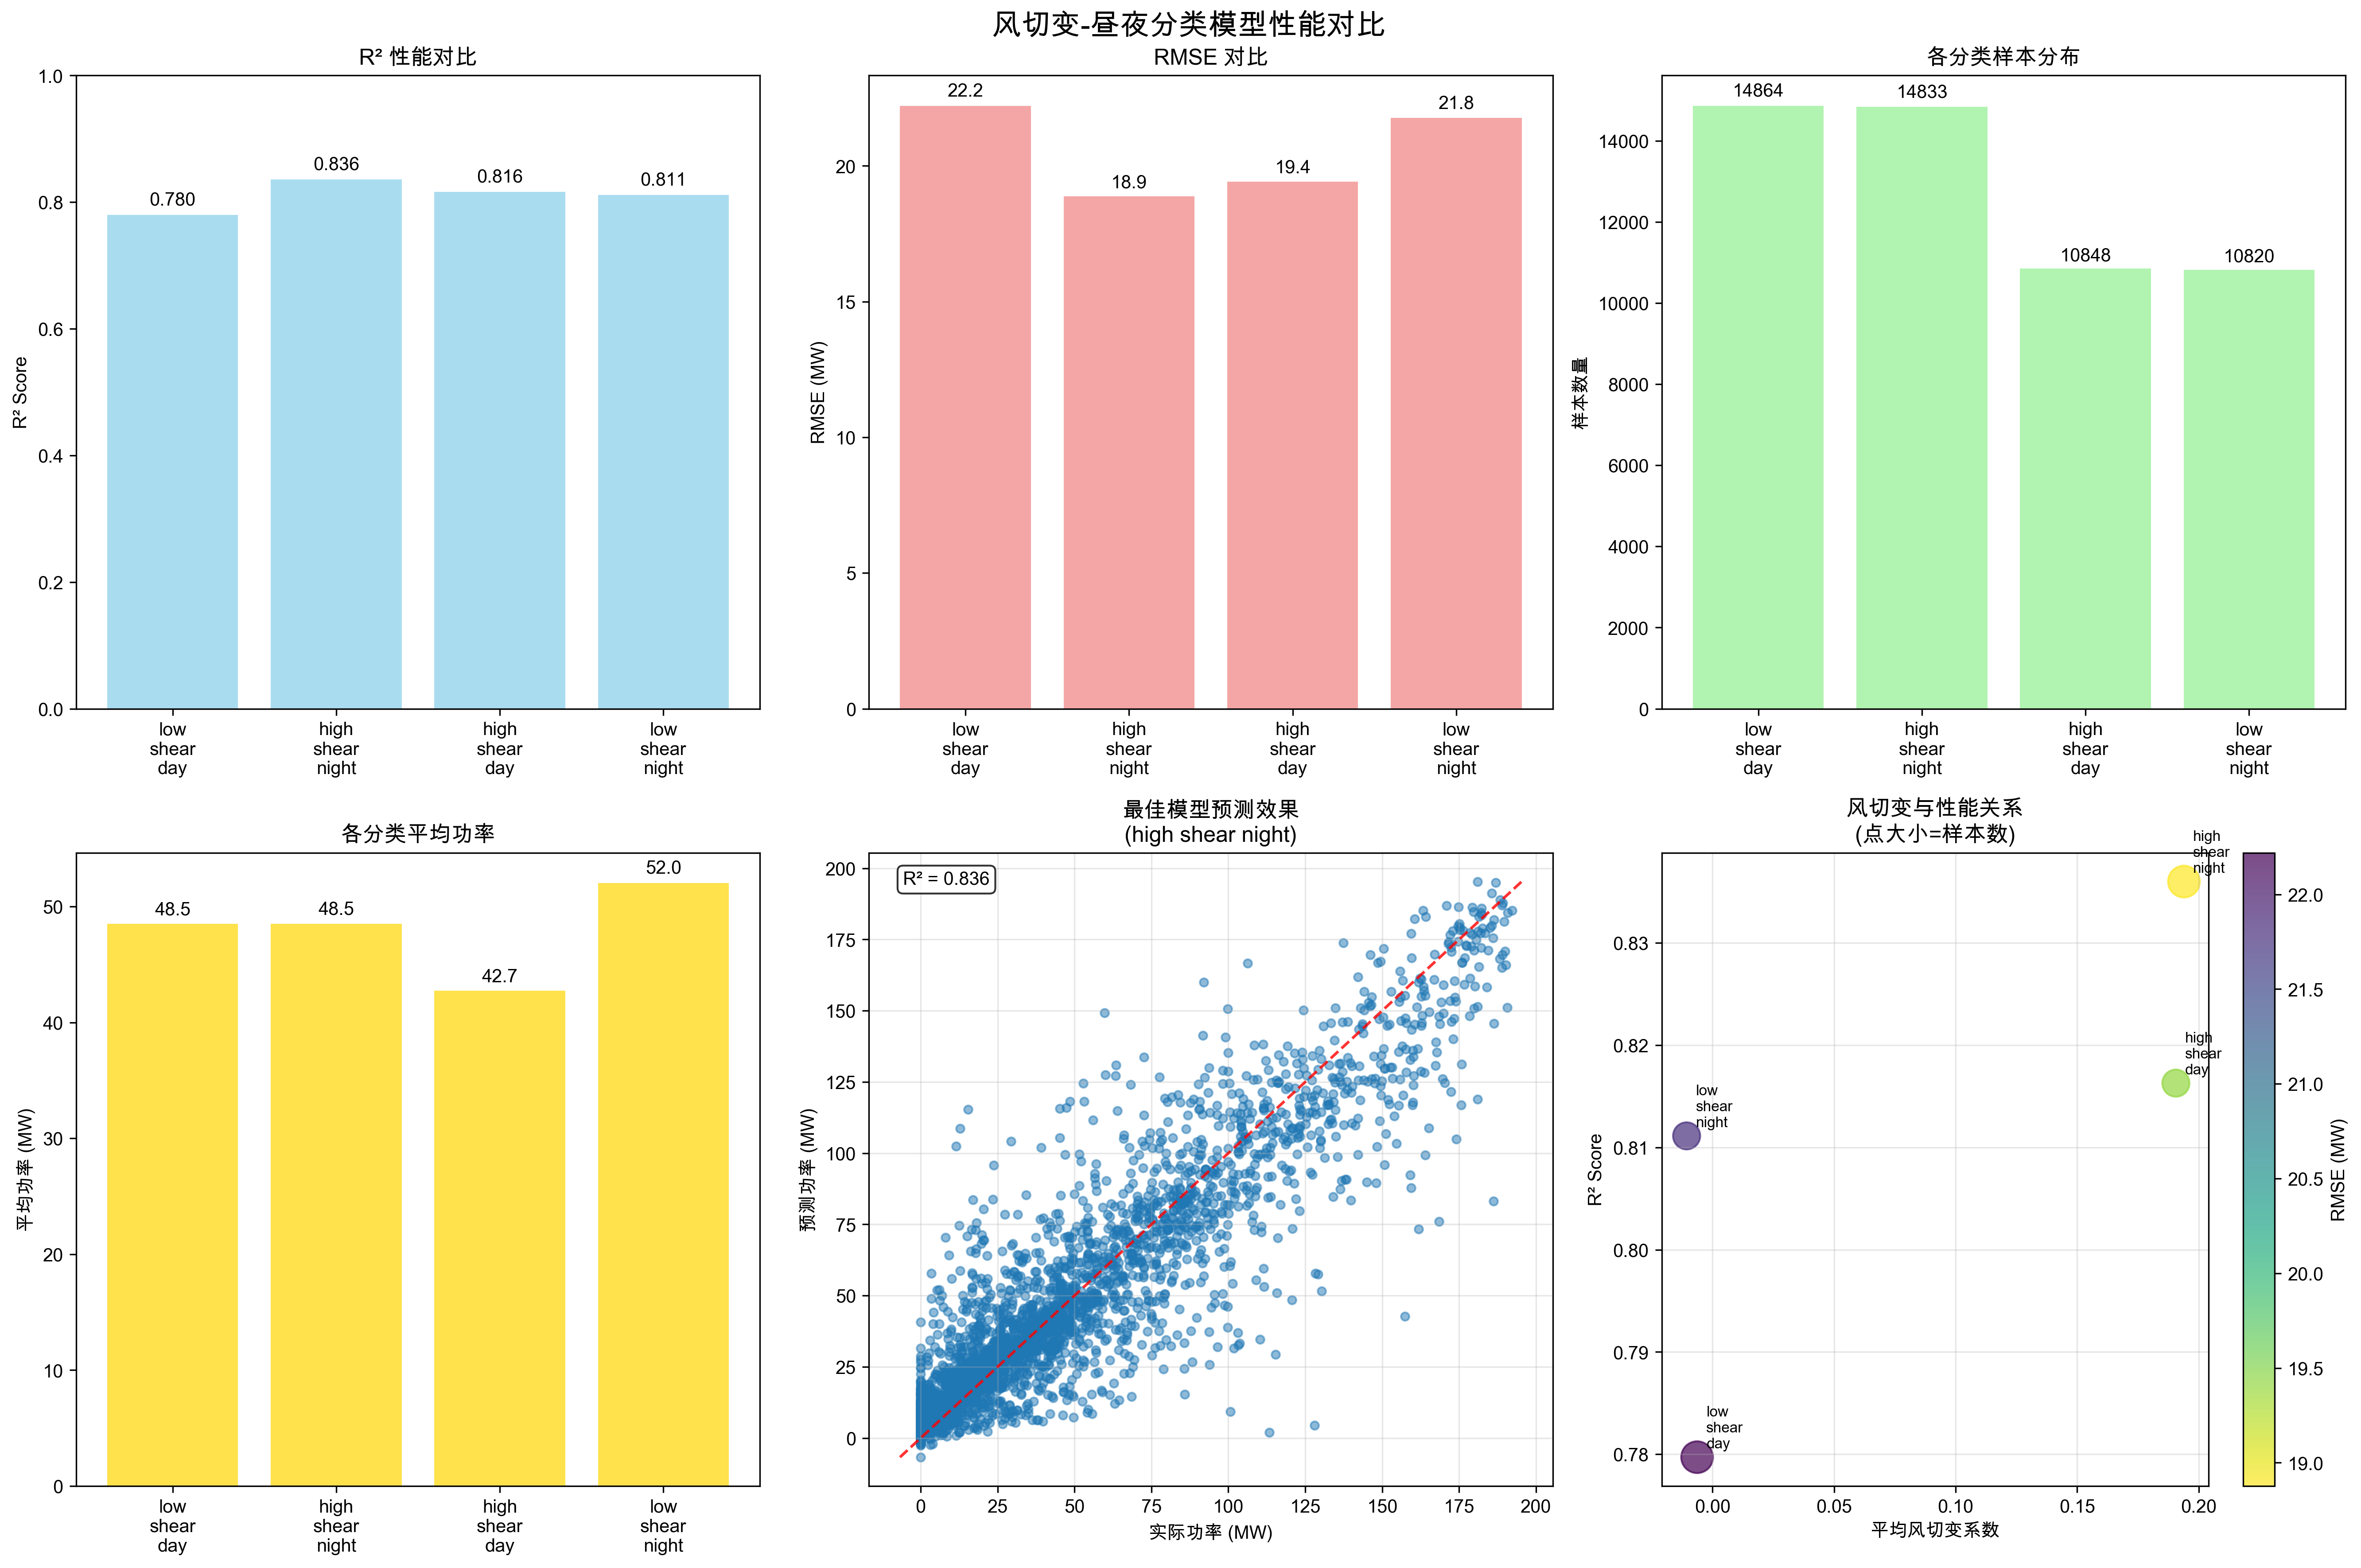 风切变-昼夜分类模型性能对比
R² 性能对比
1.0
0.8
0.6
0.4
0.2
0.0
R² Score
0.780
0.836
0.816
0.811
low
shear
day
high
shear
night
high
shear
day
low
shear
night
RMSE 对比
20
15
10
5
0
RMSE (MW)
22.2
18.9
19.4
21.8
low
shear
day
high
shear
night
high
shear
day
low
shear
night
各分类样本分布
14000
12000
10000
8000
6000
4000
2000
0
样本数量
14864
14833
10848
10820
low
shear
day
high
shear
night
high
shear
day
low
shear
night
各分类平均功率
50
40
30
20
10
0
平均功率 (MW)
48.5
48.5
42.7
52.0
low
shear
day
high
shear
night
high
shear
day
low
shear
night
最佳模型预测效果
(high shear night)
R² = 0.836
200
175
150
125
100
75
50
25
0
预测功率 (MW)
0
25
50
75
100
125
150
175
200
实际功率 (MW)
风切变与性能关系
(点大小=样本数)
high
shear
night
high
shear
day
low
shear
night
low
shear
day
0.83
0.82
0.81
0.80
0.79
0.78
R² Score
0.00
0.05
0.10
0.15
0.20
平均风切变系数
22.0
21.5
21.0
20.5
20.0
19.5
19.0
RMSE (MW)